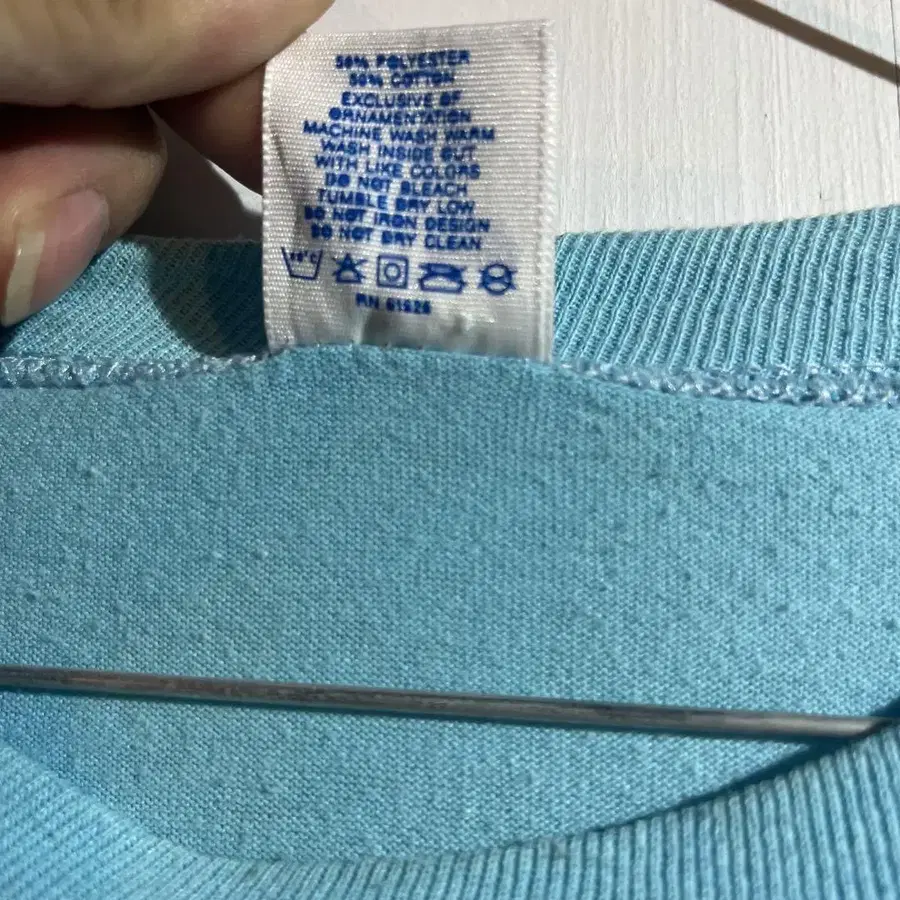 50% POLYESTER
50% COTTON
EXCLUSIVE OF
ORNAMENTATION
MACHINE WASH WARM
WASH INSIDE OUT
WITH LIKE COLORS
DO NOT BLEACH
TUMBLE DRY LOW
DO NOT IRON DESIGN
DO NOT DRY CLEAN
RN